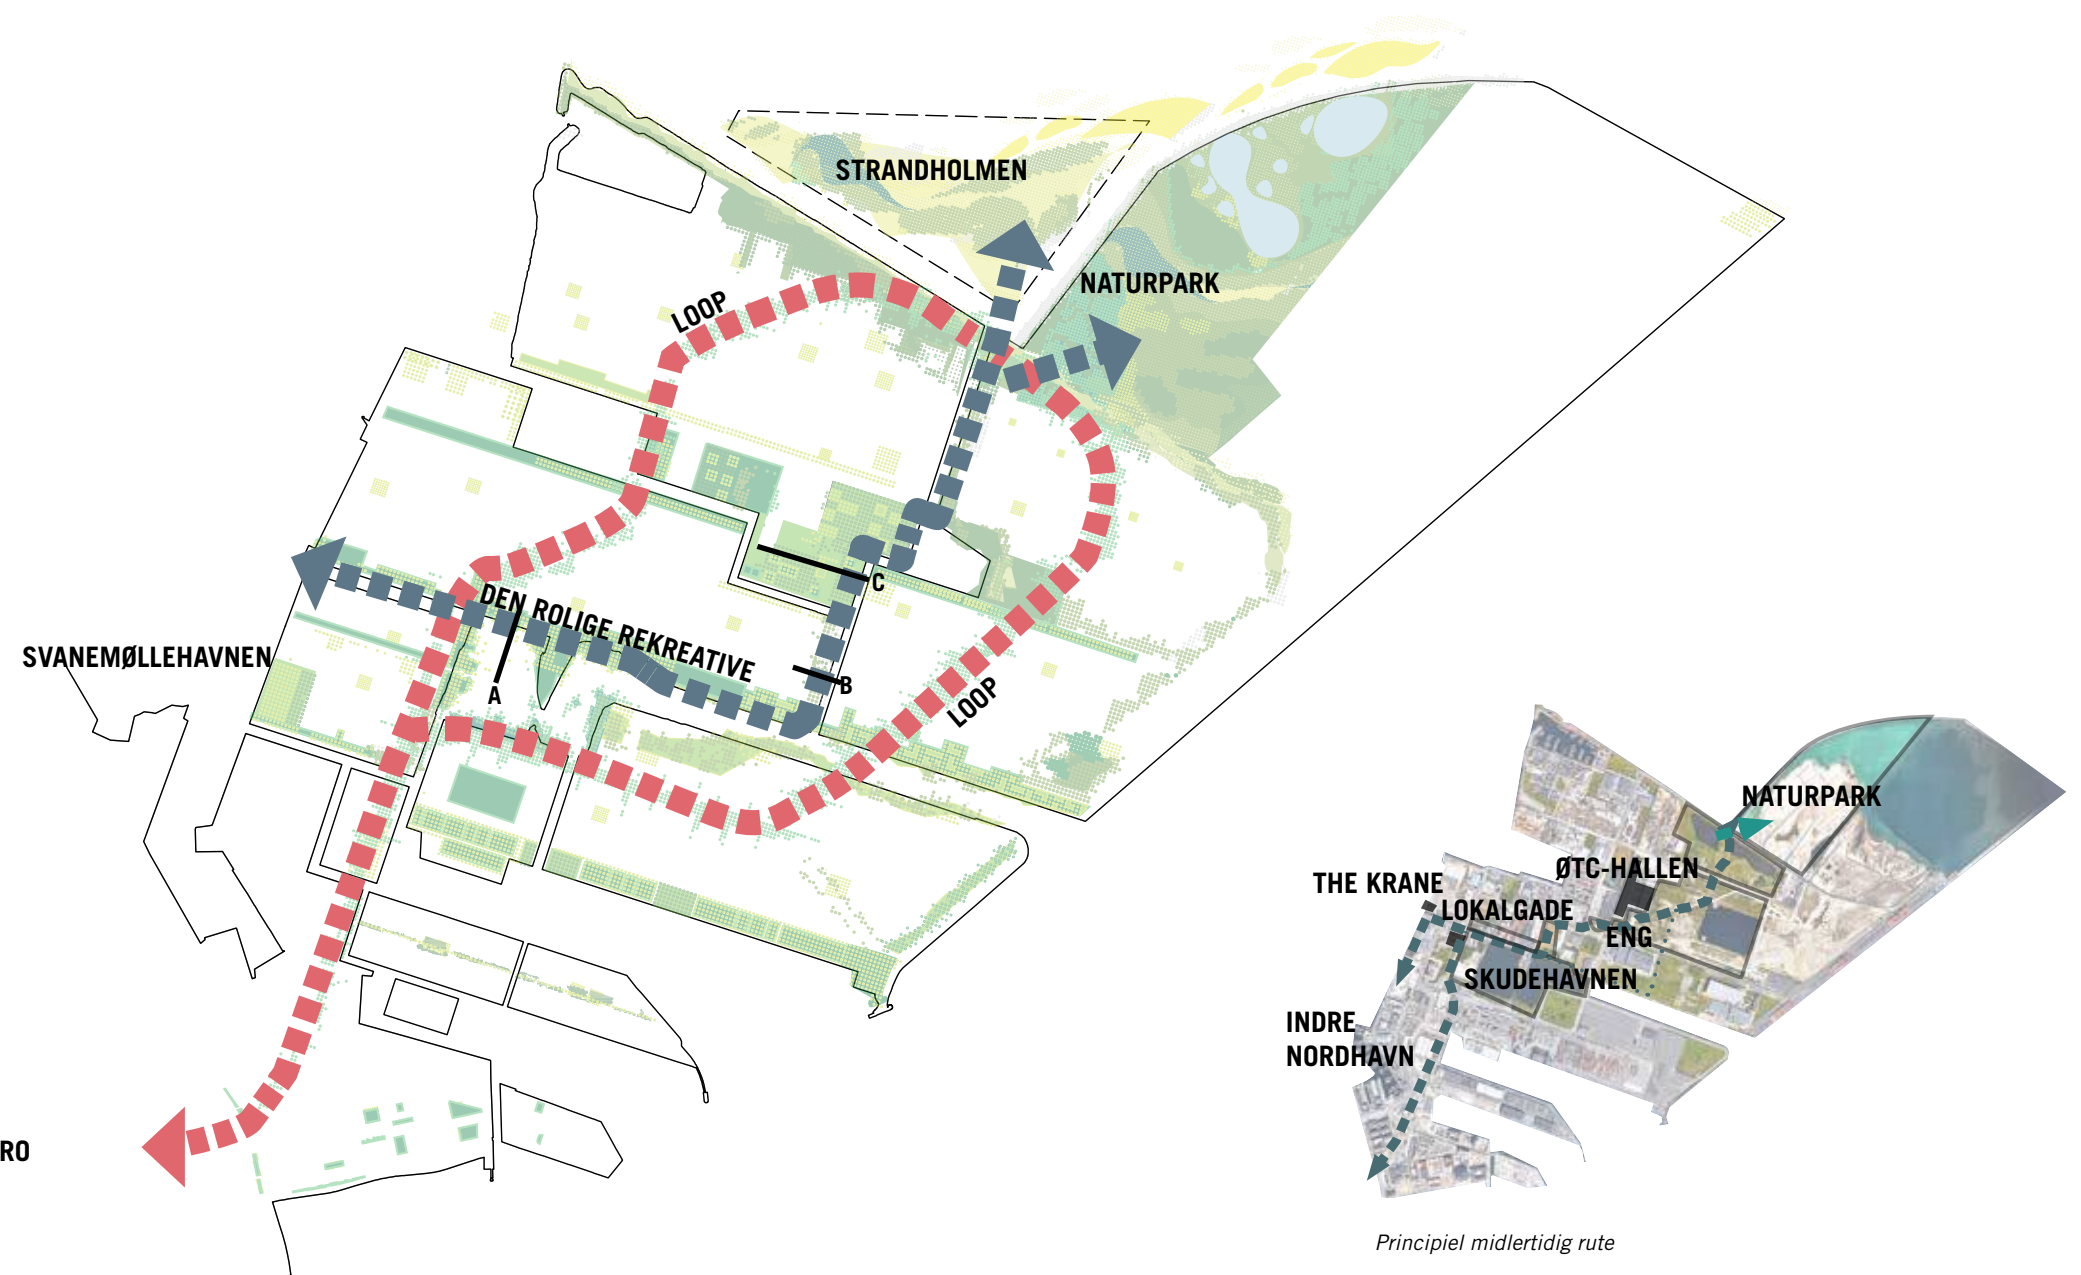 STRANDHOLMEN
NATURPARK
LOOP
C
DEN ROLIGE REKREATIVE
SVANEMØLLEHAVNEN
A
B
LOOP
NATURPARK
ØTC-HALLEN
THE KRANE
LOKALGADE
ENG
SKUDEHAVNEN
INDRE
NORDHAVN
RO
Principiel midlertidig rute